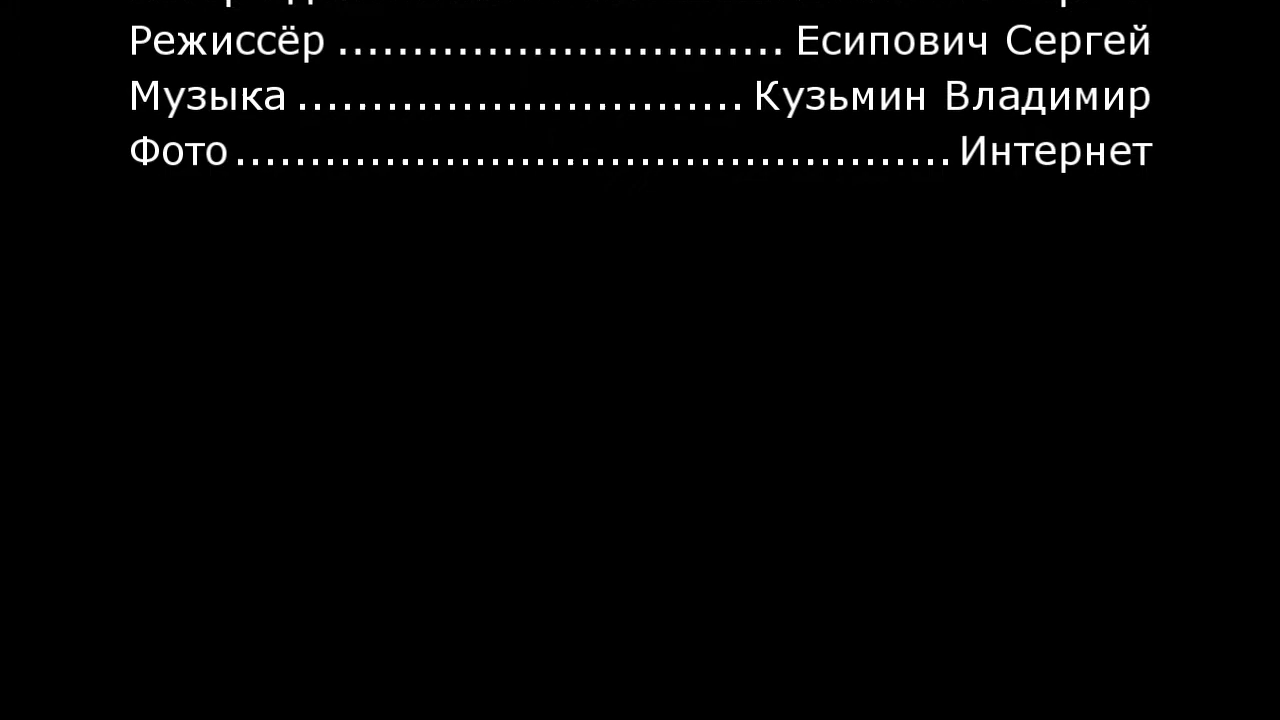 Режиссёр .............................. Есипович Сергей
Музыка .............................. Кузьмин Владимир
Фото ................................................ Интернет